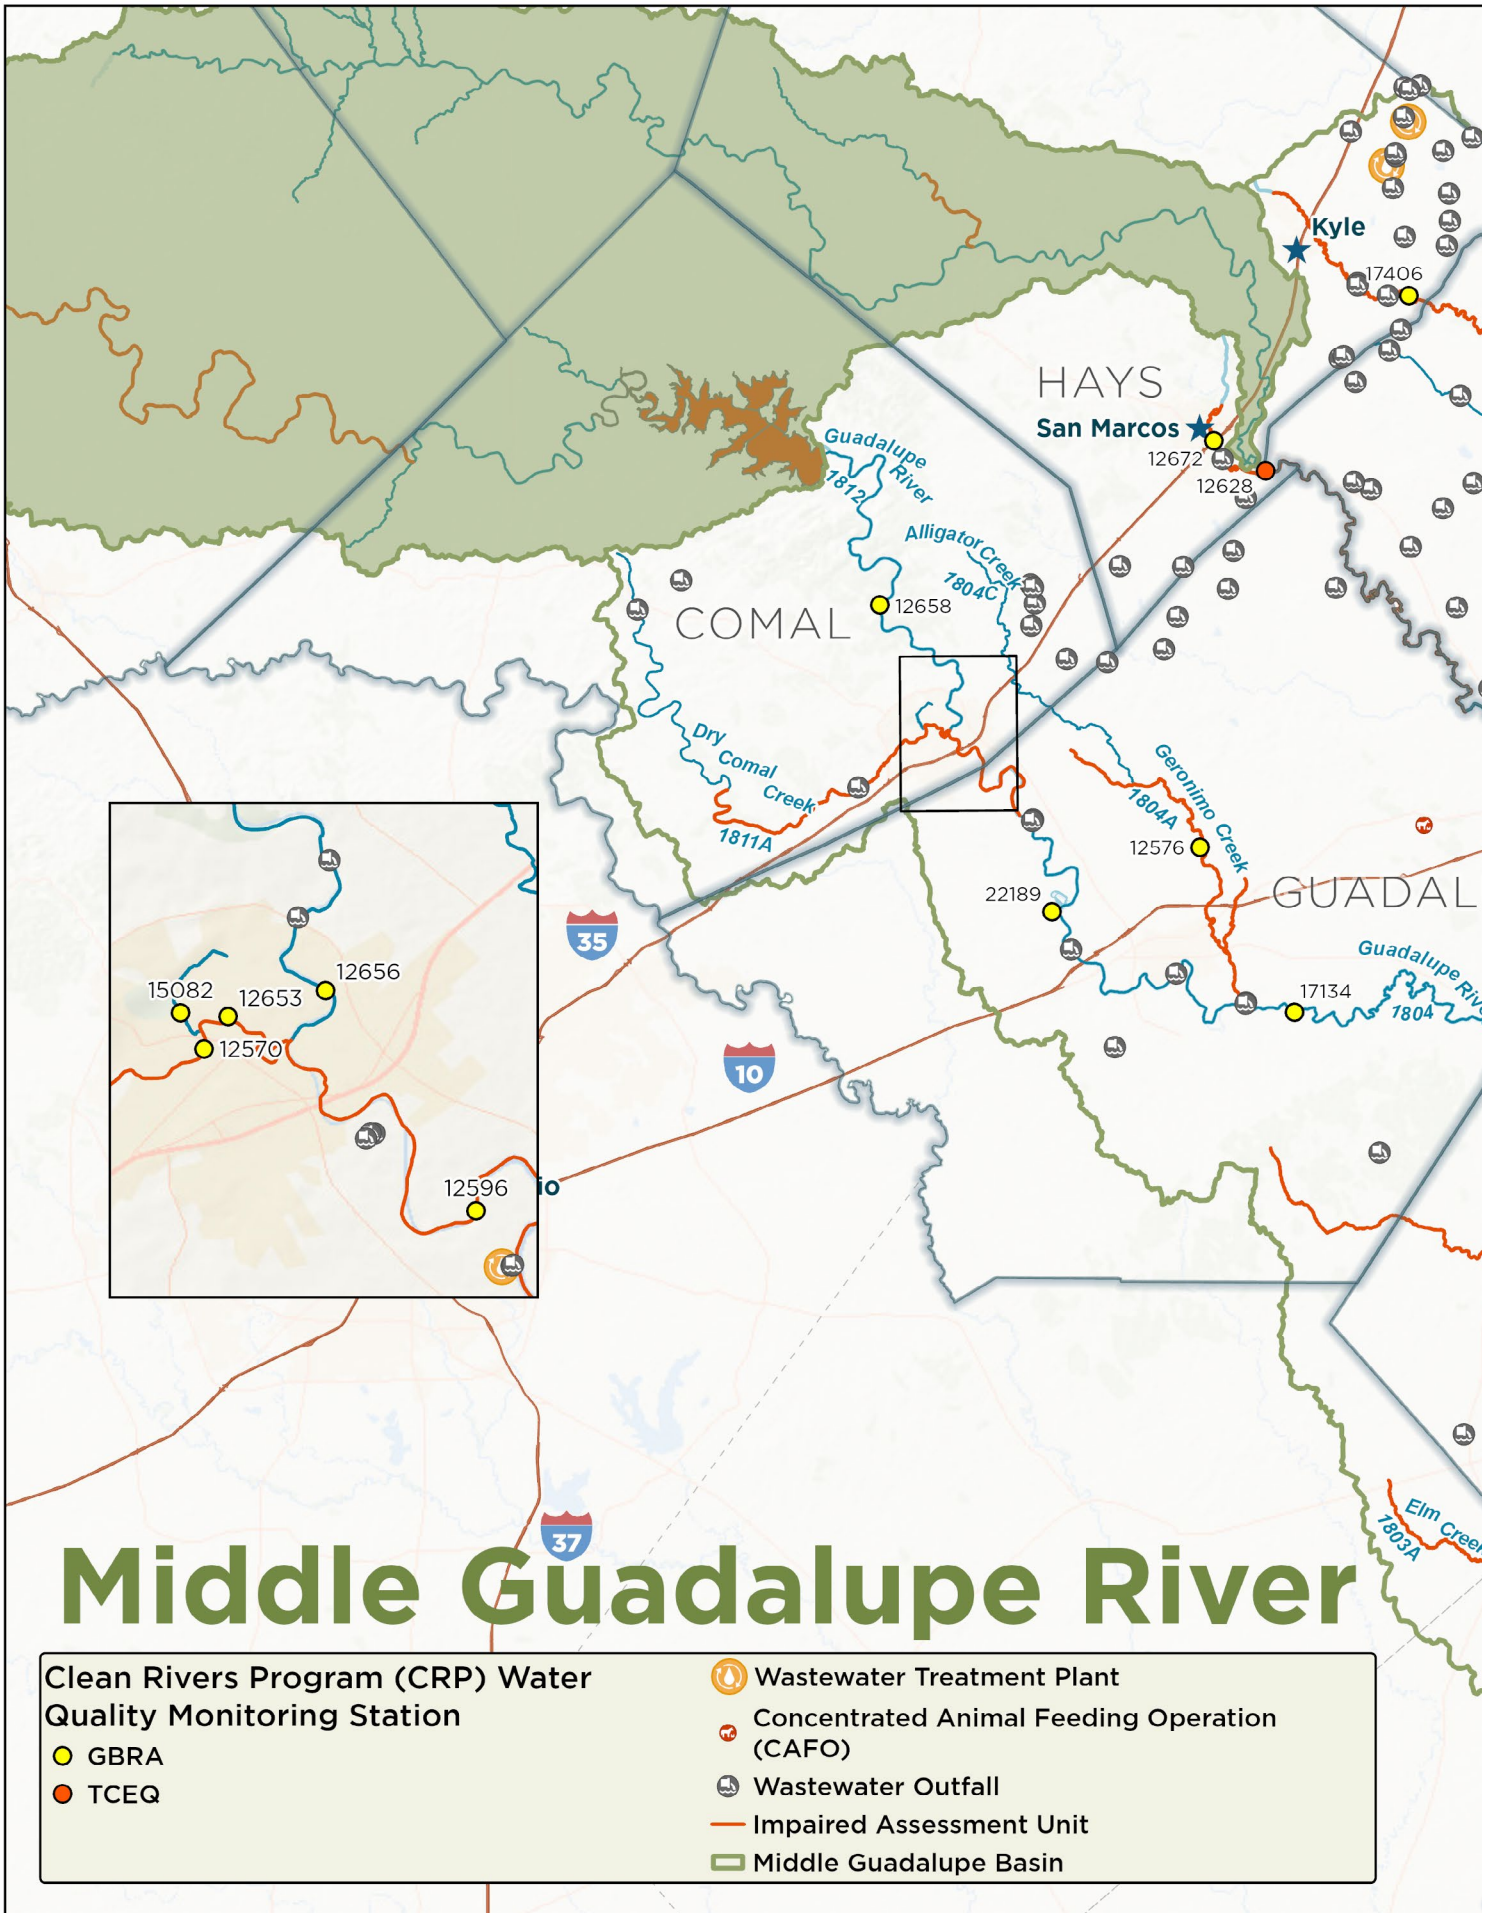 Kyle
17406
HAYS
San Marcos
12672
12628
Guadalupe
River
1812
Alligator Creek
1804C
12658
COMAL
Dry
Comal
Creek
1811A
Geronimo Creek
1804A
12576
22189
GUADAL
Guadalupe Rive
1804
17134
35
10
37
15082
12653
12656
12570
12596
io
Elm Creek
1803A
Middle Guadalupe River
Clean Rivers Program (CRP) Water
Quality Monitoring Station
GBRA
TCEQ
Wastewater Treatment Plant
Concentrated Animal Feeding Operation
(CAFO)
Wastewater Outfall
Impaired Assessment Unit
Middle Guadalupe Basin